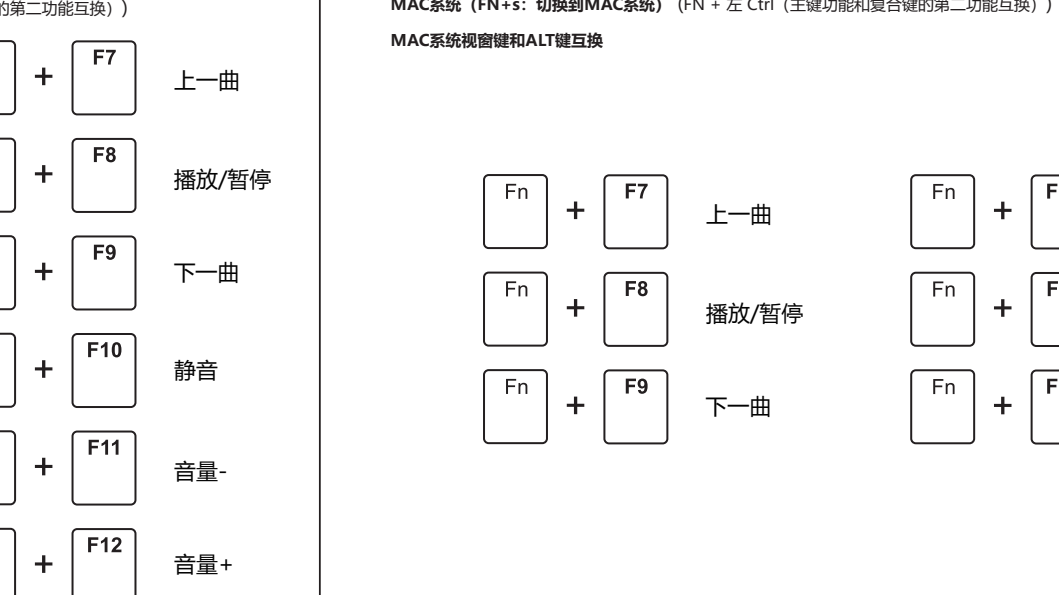 的第二功能互换））
+ F7 上一曲
+ F8 播放/暂停
+ F9 下一曲
+ F10 静音
+ F11 音量-
+ F12 音量+
MAC系统（FN+s：切换到MAC系统）（FN + 左 Ctrl（主键功能和复合键的第二功能互换））
MAC系统视窗键和ALT键互换
Fn + F7 上一曲 Fn + F
Fn + F8 播放/暂停 Fn + F
Fn + F9 下一曲 Fn + F